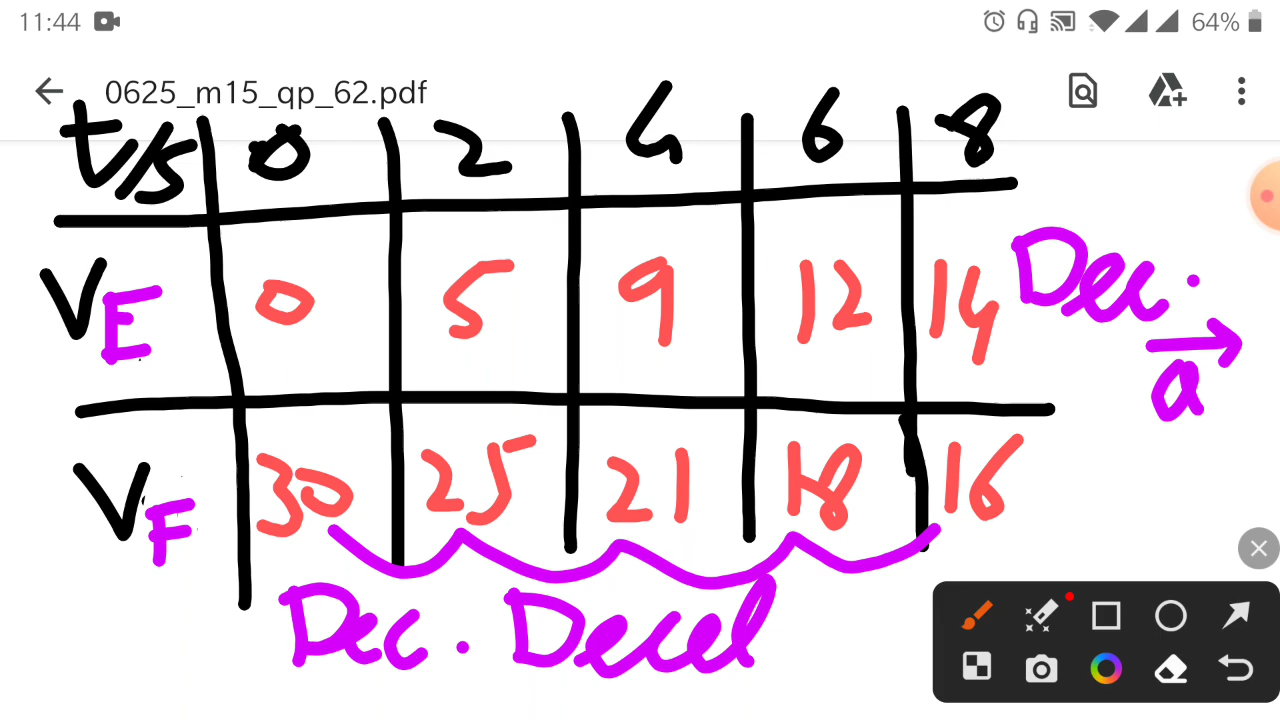 11:44 64%
0625_m15_qp_62.pdf
t/s 0 2 4 6 8
VE 0 5 9 12 14 Dec. a
VF 30 25 21 18 16
Dec. Decel